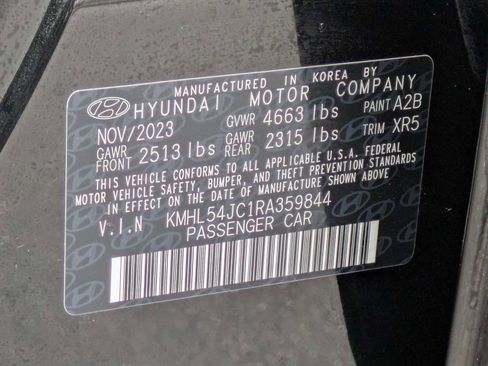 MANUFACTURED IN KOREA BY
HYUNDAI MOTOR COMPANY
NOV/2023 GVWR 4663 lbs PAINT A2B
GAWR FRONT 2513 lbs GAWR REAR 2315 lbs TRIM XR5
THIS VEHICLE CONFORMS TO ALL APPLICABLE U.S.A. FEDERAL
MOTOR VEHICLE SAFETY, BUMPER, AND THEFT PREVENTION STANDARDS
IN EFFECT ON THE DATE OF MANUFACTURE SHOWN ABOVE.
V.I.N KMHL54JC1RA359844
PASSENGER CAR